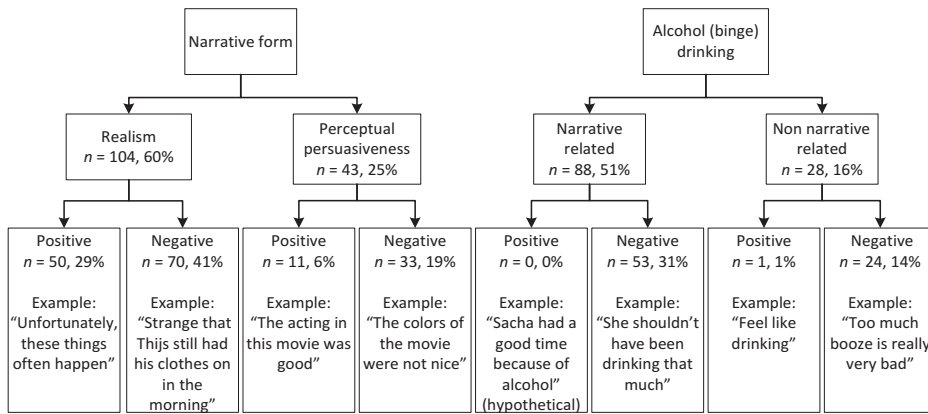 Narrative form
Alcohol (binge)
drinking
Realism
n = 104, 60%
Perceptual
persuasiveness
n = 43, 25%
Narrative
related
n = 88, 51%
Non narrative
related
n = 28, 16%
Positive
n = 50, 29%
Example:
“Unfortunately,
these things
often happen”
Negative
n = 70, 41%
Example:
“Strange that
Thijs still had
his clothes on
in the
morning”
Positive
n = 11, 6%
Example:
“The acting in
this movie was
good”
Negative
n = 33, 19%
Example:
“The colors of
the movie
were not nice”
Positive
n = 0, 0%
Example:
“Sacha had a
good time
because of
alcohol”
(hypothetical)
Negative
n = 53, 31%
Example:
“She shouldn’t
have been
drinking that
much”
Positive
n = 1, 1%
Example:
“Feel like
drinking”
Negative
n = 24, 14%
Example:
“Too much
booze is really
very bad”